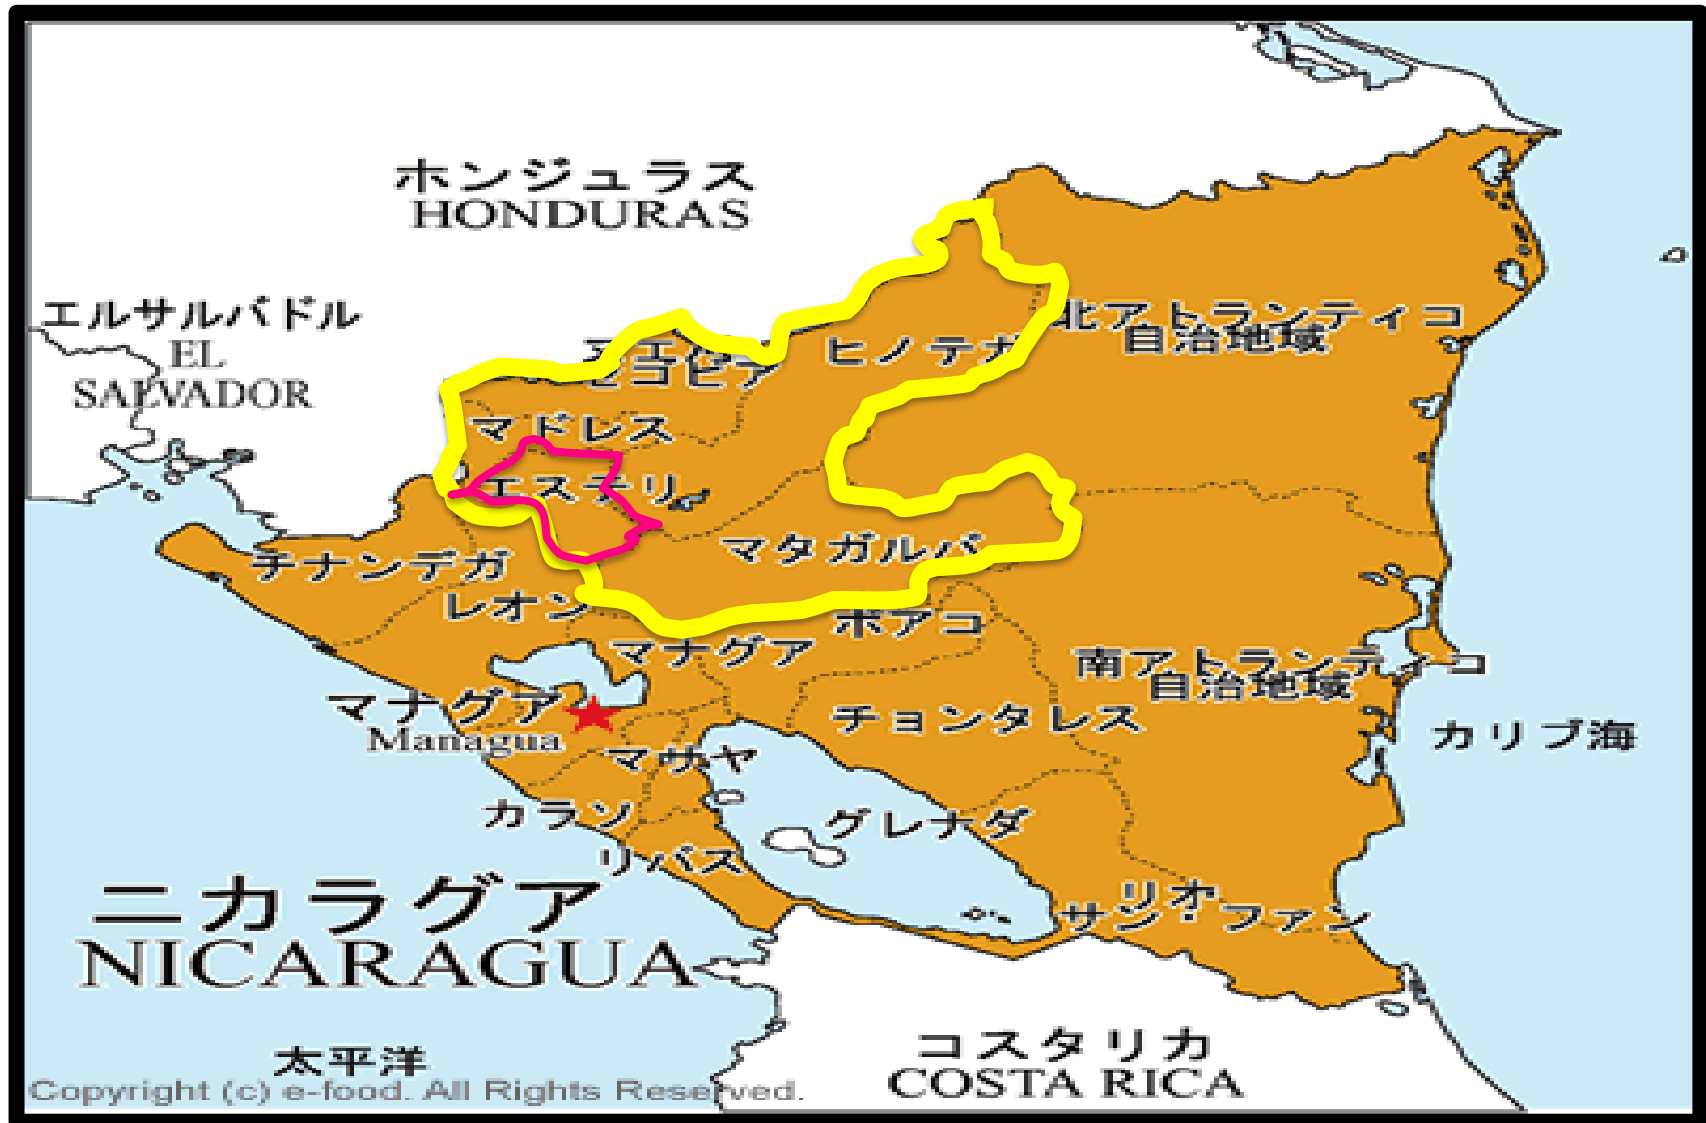 ホンジュラス
HONDURAS
エルサルバドル
EL
SALVADOR
セコビア
ヒノテガ
北アトランティコ
自治地域
マドレス
エステリ
マタガルパ
チナンデガ
レオン
ボアコ
マナグア
南アトランティコ
自治地域
マナグア
Managua
チョンタレス
カリブ海
マサヤ
カラソ
グレナダ
リバス
ニカラグア
NICARAGUA
リオ
サン・ファン
コスタリカ
COSTA RICA
太平洋
Copyright (c) e-food. All Rights Reserved.